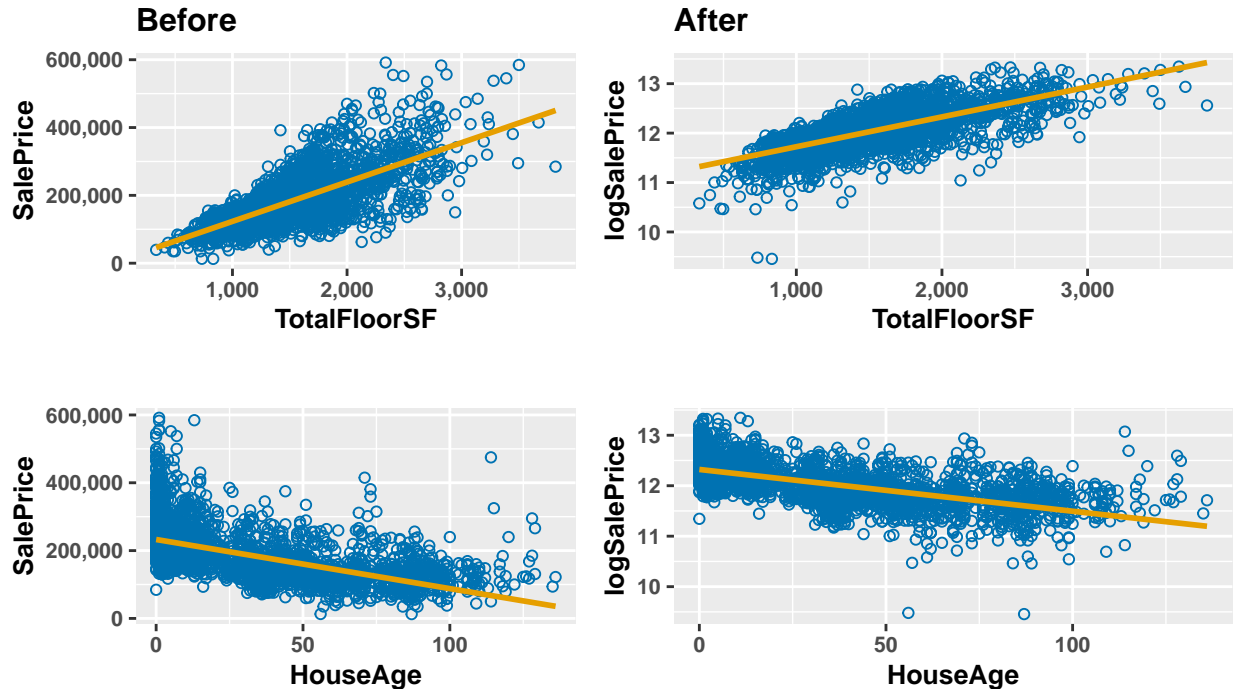 Before
SalePrice
600,000
400,000
200,000
0
1,000 2,000 3,000
TotalFloorSF
After
logSalePrice
13
12
11
10
1,000 2,000 3,000
TotalFloorSF
SalePrice
600,000
400,000
200,000
0
0 50 100
HouseAge
logSalePrice
13
12
11
10
0 50 100
HouseAge